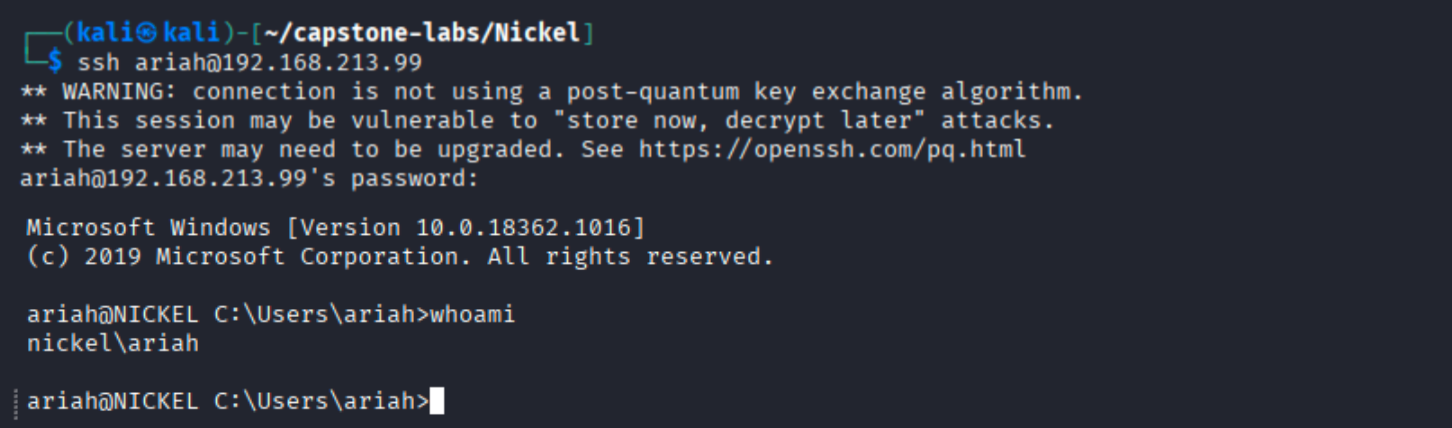 ┌──(kali㉿kali)-[~/capstone-labs/Nickel]
└─$ ssh ariah@192.168.213.99
** WARNING: connection is not using a post-quantum key exchange algorithm.
** This session may be vulnerable to "store now, decrypt later" attacks.
** The server may need to be upgraded. See https://openssh.com/pq.html
ariah@192.168.213.99's password:
Microsoft Windows [Version 10.0.18362.1016]
(c) 2019 Microsoft Corporation. All rights reserved.
ariah@NICKEL C:\Users\ariah>whoami
nickel\ariah
ariah@NICKEL C:\Users\ariah>